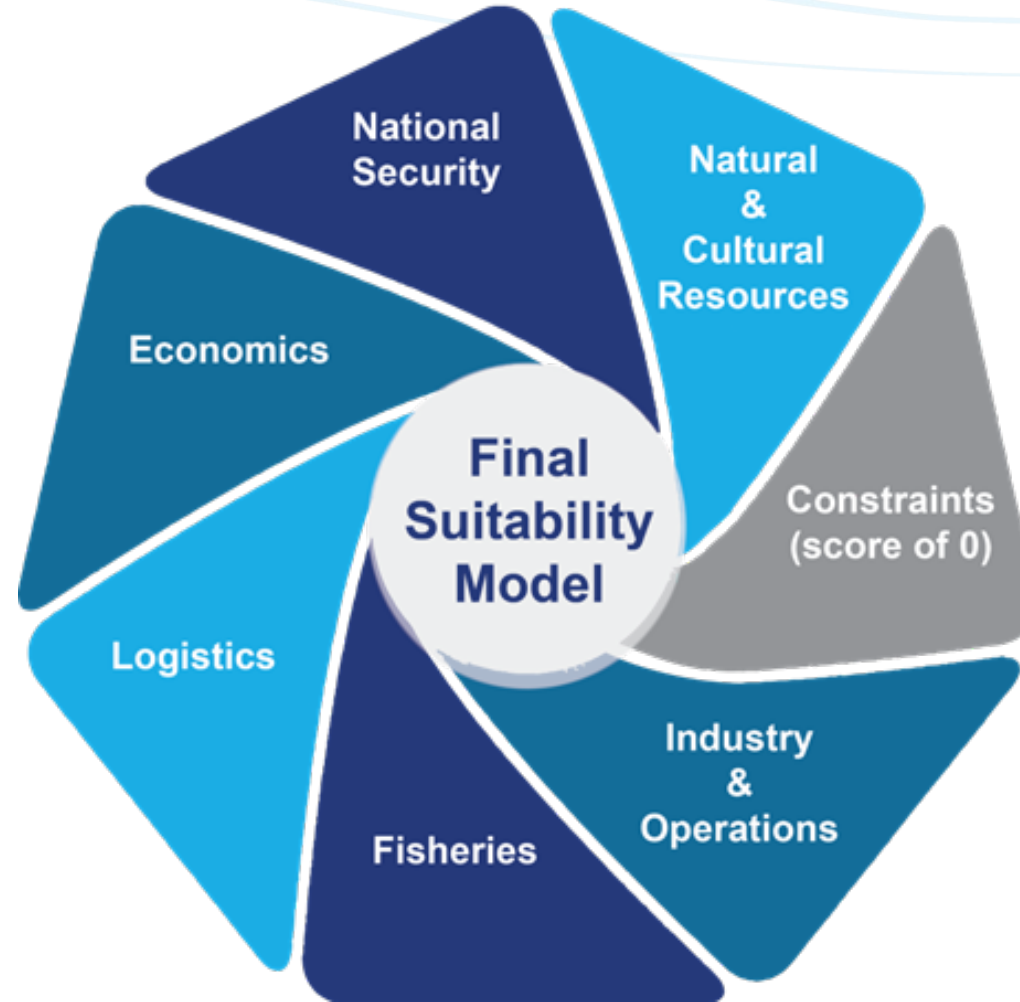 National
Security
Natural
&
Cultural
Resources
Economics
Final
Suitability
Model
Constraints
(score of 0)
Logistics
Industry
&
Operations
Fisheries